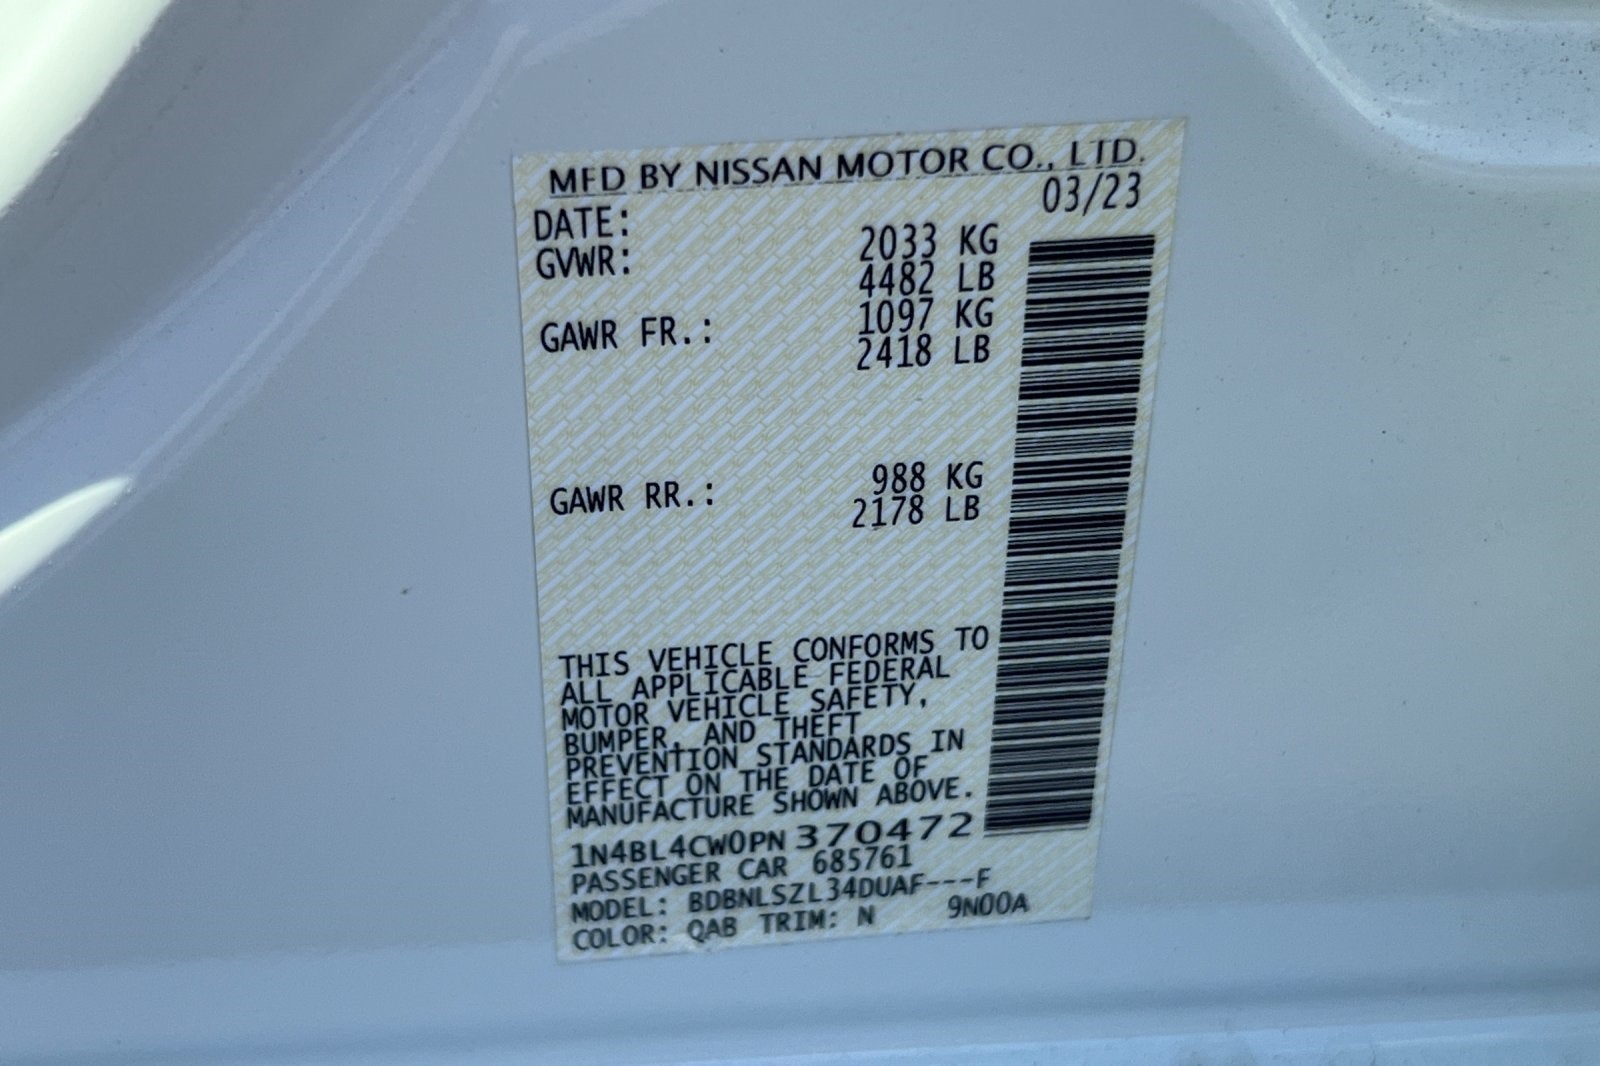 MFD BY NISSAN MOTOR CO., LTD.
DATE: 03/23
GVWR: 2033 KG
4482 LB
GAWR FR.: 1097 KG
2418 LB
GAWR RR.: 988 KG
2178 LB
THIS VEHICLE CONFORMS TO
ALL APPLICABLE FEDERAL
MOTOR VEHICLE SAFETY,
BUMPER, AND THEFT
PREVENTION STANDARDS IN
EFFECT ON THE DATE OF
MANUFACTURE SHOWN ABOVE.
1N4BL4CW0PN370472
PASSENGER CAR 685761
MODEL: BDBNLSZL34DUAF---F
COLOR: QAB TRIM: N 9N00A